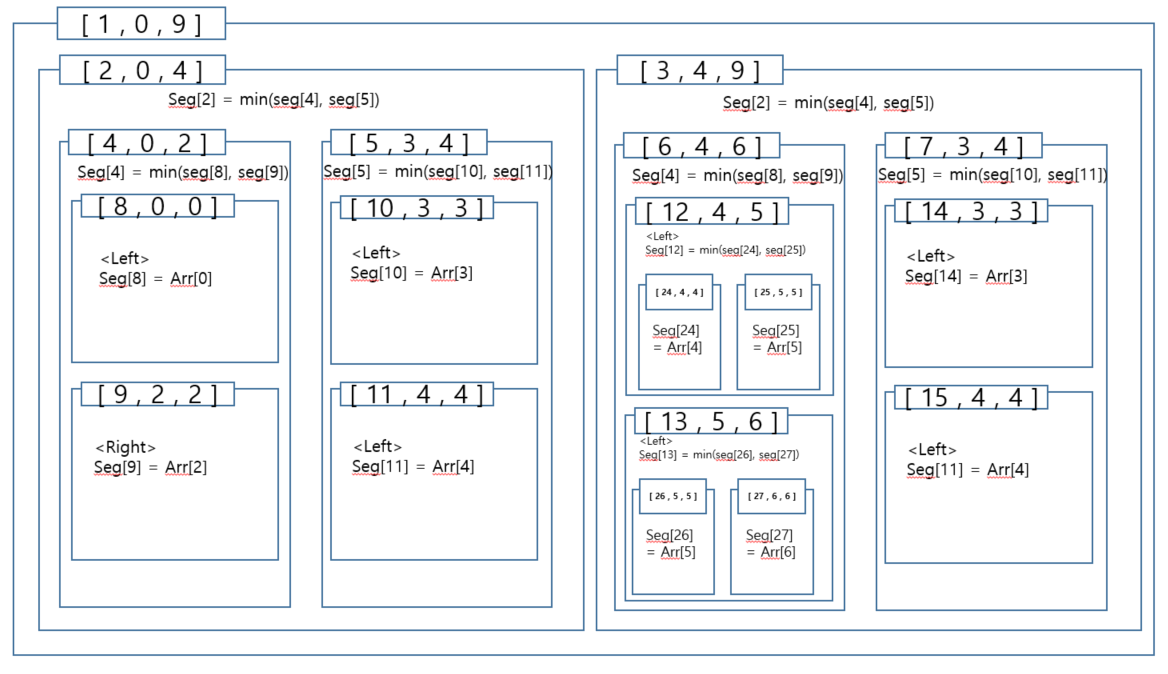 [ 1 , 0 , 9 ]
[ 2 , 0 , 4 ]
Seg[2] = min(seg[4], seg[5])
[ 4 , 0 , 2 ]
Seg[4] = min(seg[8], seg[9])
[ 8 , 0 , 0 ]
<Left>
Seg[8] = Arr[0]
[ 9 , 2 , 2 ]
<Right>
Seg[9] = Arr[2]
[ 5 , 3 , 4 ]
Seg[5] = min(seg[10], seg[11])
[ 10 , 3 , 3 ]
<Left>
Seg[10] = Arr[3]
[ 11 , 4 , 4 ]
<Left>
Seg[11] = Arr[4]
[ 3 , 4 , 9 ]
Seg[2] = min(seg[4], seg[5])
[ 6 , 4 , 6 ]
Seg[4] = min(seg[8], seg[9])
[ 12 , 4 , 5 ]
<Left>
Seg[12] = min(seg[24], seg[25])
[ 24 , 4 , 4 ]
Seg[24]
= Arr[4]
[ 25 , 5 , 5 ]
Seg[25]
= Arr[5]
[ 13 , 5 , 6 ]
<Left>
Seg[13] = min(seg[26], seg[27])
[ 26 , 5 , 5 ]
Seg[26]
= Arr[5]
[ 27 , 6 , 6 ]
Seg[27]
= Arr[6]
[ 7 , 3 , 4 ]
Seg[5] = min(seg[10], seg[11])
[ 14 , 3 , 3 ]
<Left>
Seg[14] = Arr[3]
[ 15 , 4 , 4 ]
<Left>
Seg[11] = Arr[4]